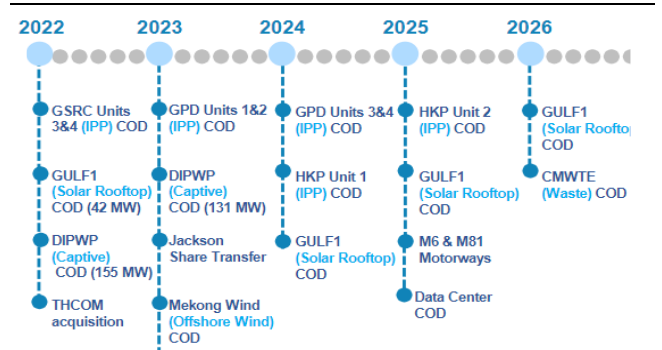 2022 2023 2024 2025 2026
GSRC Units
3&4 (IPP) COD
GULF1
(Solar Rooftop)
COD (42 MW)
DIPWP
(Captive)
COD (155 MW)
THCOM
acquisition
GPD Units 1&2
(IPP) COD
DIPWP
(Captive)
COD (131 MW)
Jackson
Share Transfer
Mekong Wind
(Offshore Wind)
COD
GPD Units 3&4
(IPP) COD
HKP Unit 1
(IPP) COD
GULF1
(Solar Rooftop)
COD
HKP Unit 2
(IPP) COD
GULF1
(Solar Rooftop)
COD
M6 & M81
Motorways
Data Center
COD
GULF1
(Solar Rooftop
COD
CMWTE
(Waste) COD